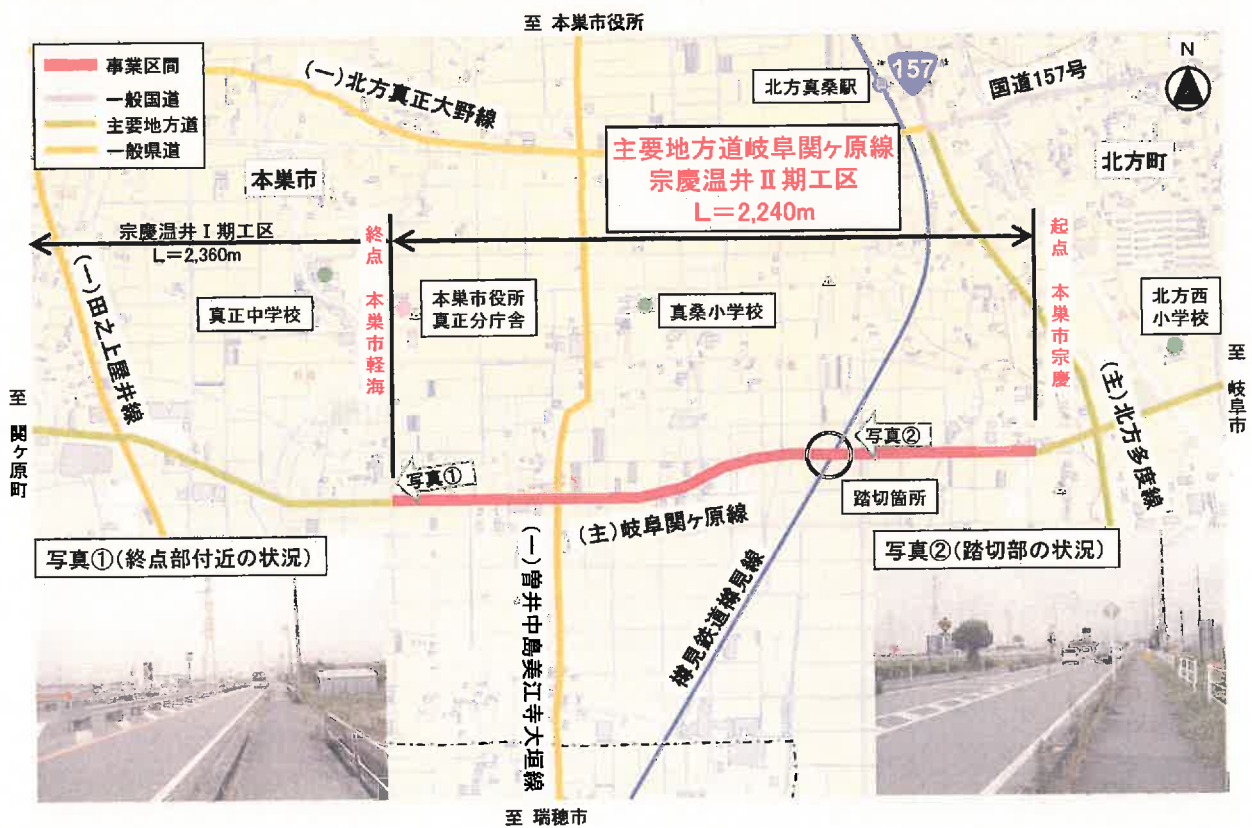 至 本巣市役所
事業区間
一般国道
主要地方道
一般県道
(一)北方真正大野線
北方真桑駅
157
国道157号
N
主要地方道岐阜関ヶ原線
宗慶温井Ⅱ期工区
L=2,240m
北方町
本巣市
宗慶温井Ⅰ期工区
L=2,360m
終点 本巣市軽海
起点 本巣市宗慶
(一)田之上屋井線
真正中学校
本巣市役所
真正分庁舎
真桑小学校
北方西
小学校
至 岐阜市
至 関ヶ原町
(主)北方多度線
写真①
写真②
踏切箇所
(主)岐阜関ヶ原線
写真①(終点部付近の状況)
写真②(踏切部の状況)
(一)曽井中島美江寺大垣線
樽見鉄道樽見線
至 瑞穂市